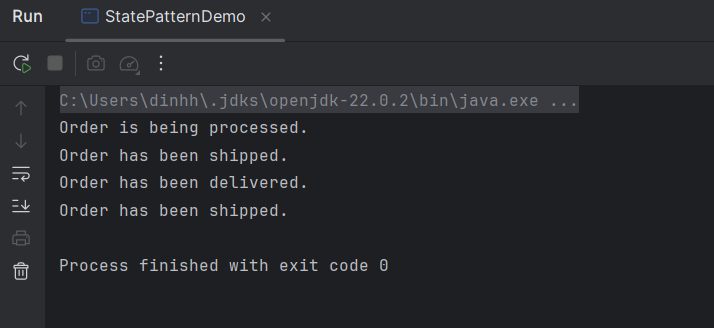 Run StatePatternDemo
C:\Users\dinhh\.jdks\openjdk-22.0.2\bin\java.exe ...
Order is being processed.
Order has been shipped.
Order has been delivered.
Order has been shipped.
Process finished with exit code 0